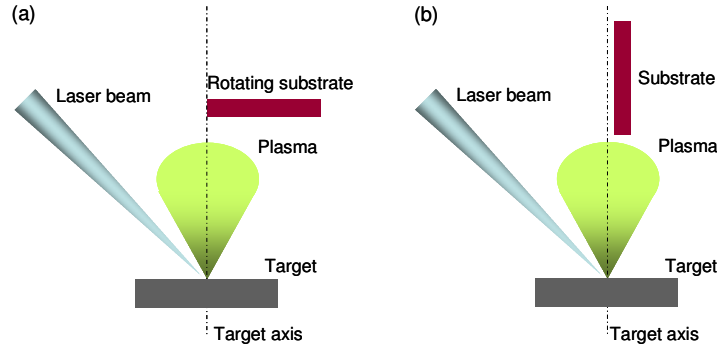 (a)
Rotating substrate
Laser beam
Plasma
Target
Target axis
(b)
Substrate
Laser beam
Plasma
Target
Target axis